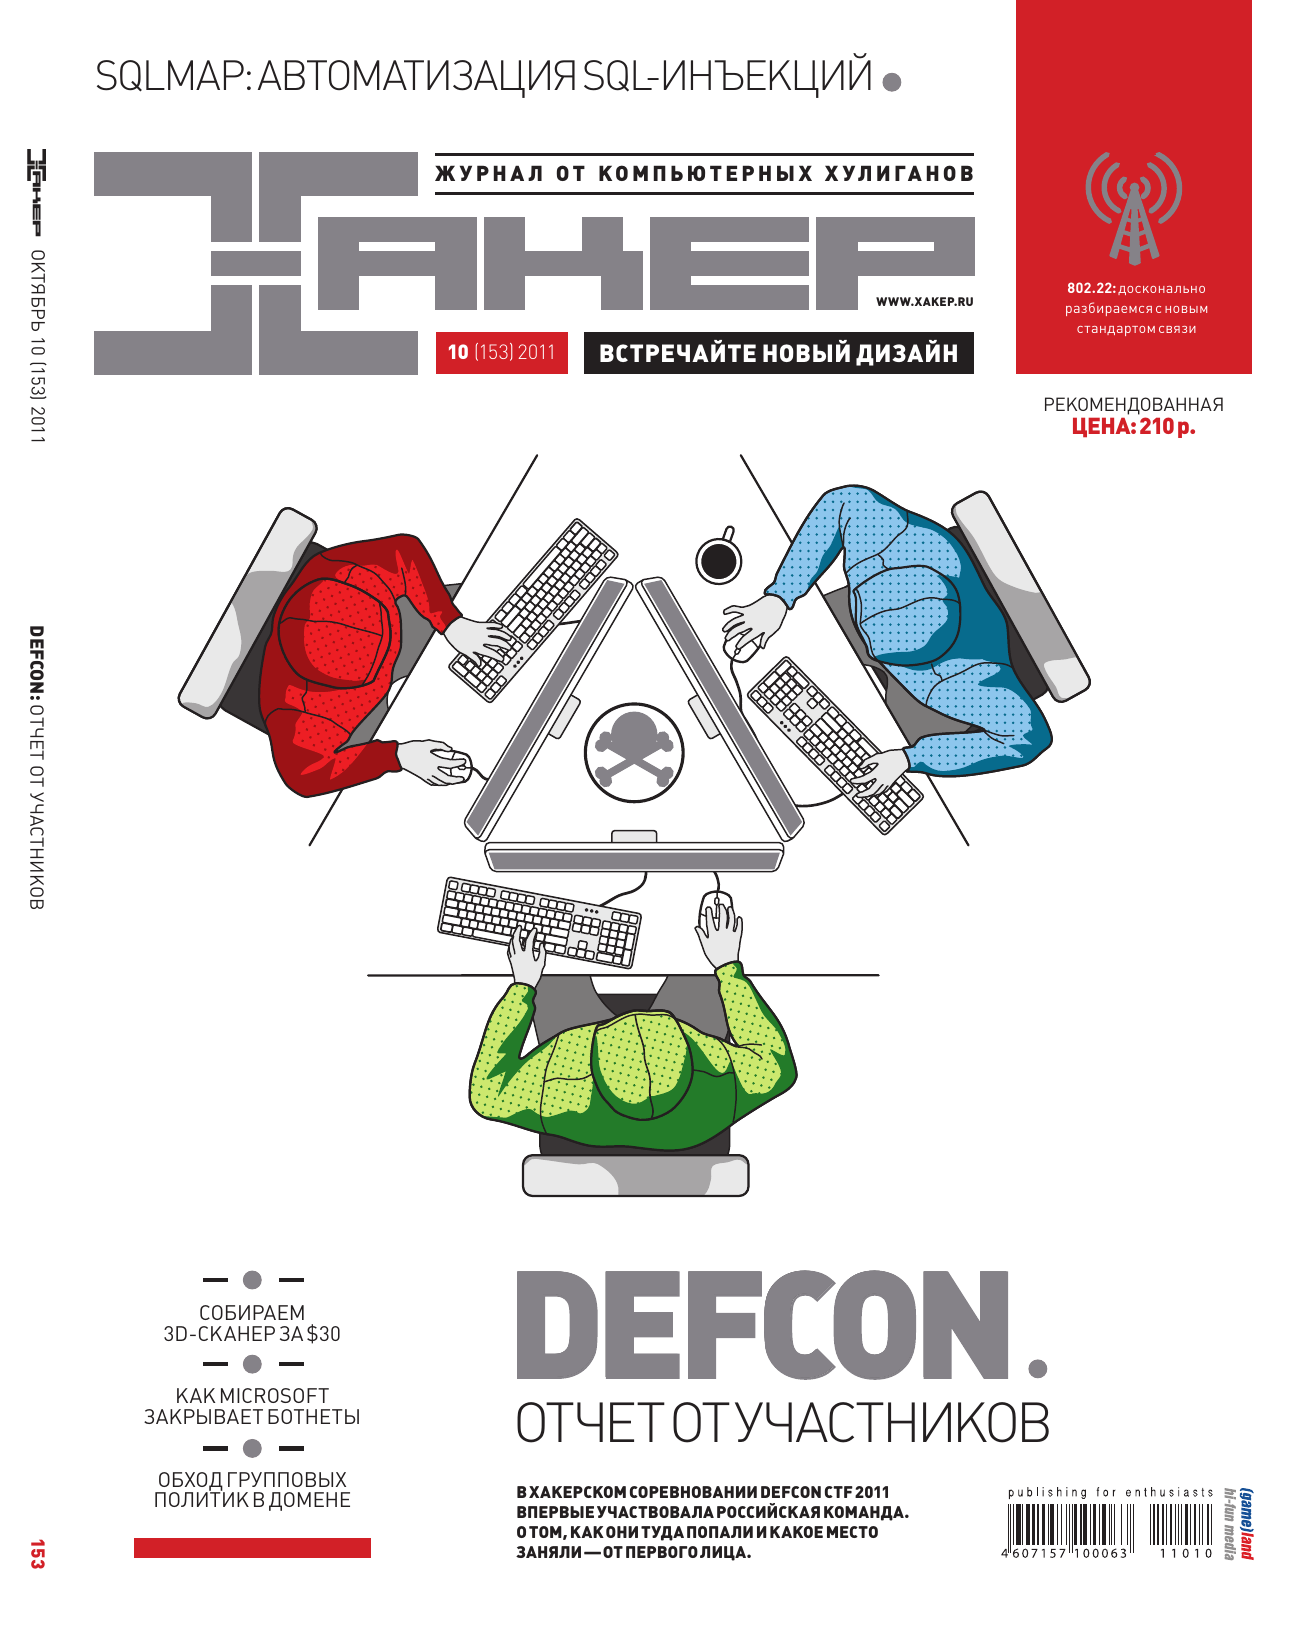 SQLMAP: АВТОМАТИЗАЦИЯ SQL-ИНЪЕКЦИЙ
ЖУРНАЛ ОТ КОМПЬЮТЕРНЫХ ХУЛИГАНОВ
ХАКЕР
WWW.XAKEP.RU
10 (153) 2011
ВСТРЕЧАЙТЕ НОВЫЙ ДИЗАЙН
802.22: досконально
разбираемся с новым
стандартом связи
РЕКОМЕНДОВАННАЯ
ЦЕНА: 210 р.
ХАКЕР ОКТЯБРЬ 10 (153) 2011
DEFCON: ОТЧЕТ ОТ УЧАСТНИКОВ
153
СОБИРАЕМ
3D-СКАНЕР ЗА $30
КАК MICROSOFT
ЗАКРЫВАЕТ БОТНЕТЫ
ОБХОД ГРУППОВЫХ
ПОЛИТИК В ДОМЕНЕ
DEFCON.
ОТЧЕТ ОТ УЧАСТНИКОВ
В ХАКЕРСКОМ СОРЕВНОВАНИИ DEFCON CTF 2011
ВПЕРВЫЕ УЧАСТВОВАЛА РОССИЙСКАЯ КОМАНДА.
О ТОМ, КАК ОНИ ТУДА ПОПАЛИ И КАКОЕ МЕСТО
ЗАНЯЛИ — ОТ ПЕРВОГО ЛИЦА.
publishing for enthusiasts
4 607157 100063 11010
(game)land
hi-fun media